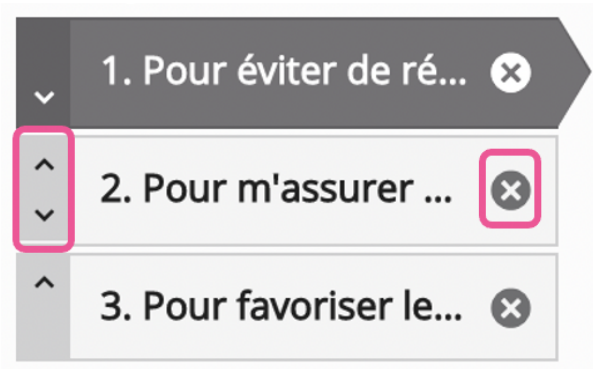 1. Pour éviter de ré...
2. Pour m'assurer ...
3. Pour favoriser le...